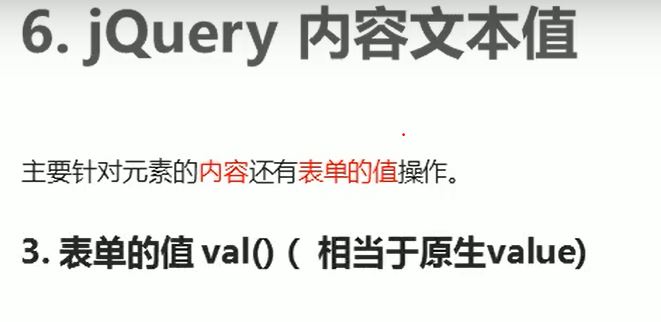 6. jQuery 内容文本值
主要针对元素的内容还有表单的值操作。
3. 表单的值 val()（ 相当于原生value)